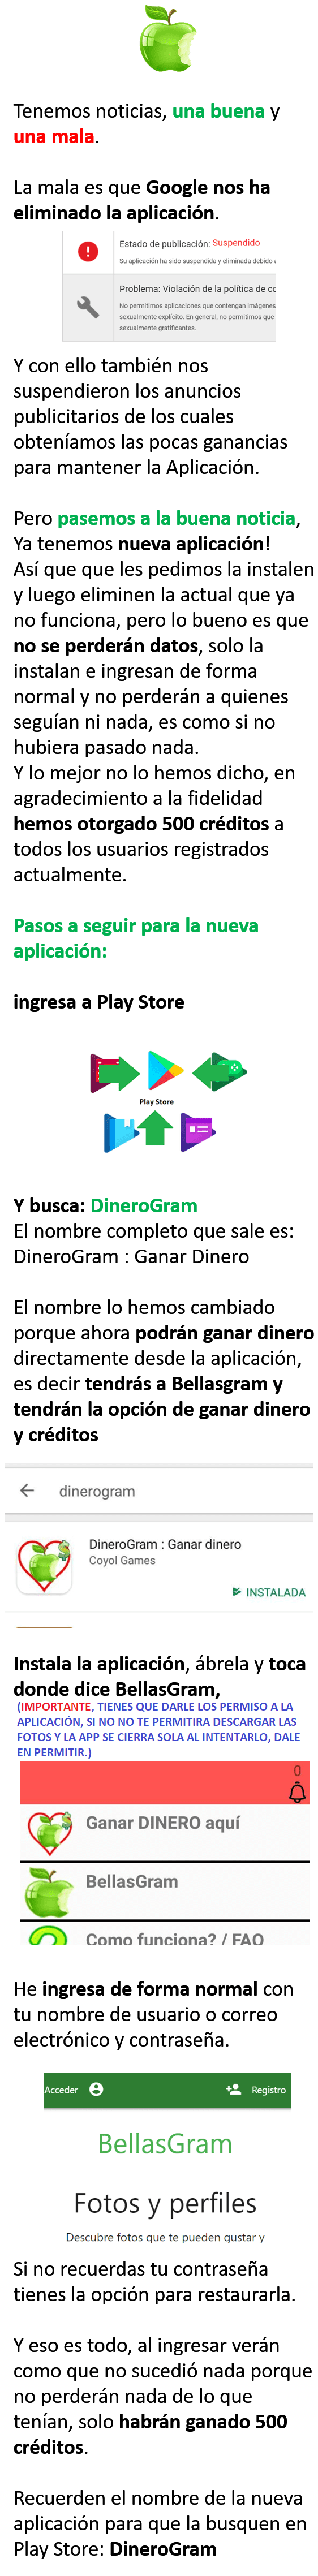 Tenemos noticias, una buena y
una mala.
La mala es que Google nos ha
eliminado la aplicación.
Estado de publicación: Suspendido
Su aplicación ha sido suspendida y eliminada debido a
Problema: Violación de la política de co
No permitimos aplicaciones que contengan imágenes
sexualmente explícito. En general, no permitimos que
sexualmente gratificantes.
Y con ello también nos
suspendieron los anuncios
publicitarios de los cuales
obteníamos las pocas ganancias
para mantener la Aplicación.
Pero pasemos a la buena noticia,
Ya tenemos nueva aplicación!
Así que que les pedimos la instalen
y luego eliminen la actual que ya
no funciona, pero lo bueno es que
no se perderán datos, solo la
instalan e ingresan de forma
normal y no perderán a quienes
seguían ni nada, es como si no
hubiera pasado nada.
Y lo mejor no lo hemos dicho, en
agradecimiento a la fidelidad
hemos otorgado 500 créditos a
todos los usuarios registrados
actualmente.
Pasos a seguir para la nueva
aplicación:
ingresa a Play Store
Play Store
Y busca: DineroGram
El nombre completo que sale es:
DineroGram : Ganar Dinero
El nombre lo hemos cambiado
porque ahora podrán ganar dinero
directamente desde la aplicación,
es decir tendrás a Bellasgram y
tendrán la opción de ganar dinero
y créditos
dinerogram
DineroGram : Ganar dinero
Coyol Games
INSTALADA
Instala la aplicación, ábrela y toca
donde dice BellasGram,
(IMPORTANTE, TIENES QUE DARLE LOS PERMISO A LA
APLICACIÓN, SI NO NO TE PERMITIRA DESCARGAR LAS
FOTOS Y LA APP SE CIERRA SOLA AL INTENTARLO, DALE
EN PERMITIR.)
0
Ganar DINERO aquí
BellasGram
Como funciona? / FAQ
He ingresa de forma normal con
tu nombre de usuario o correo
electrónico y contraseña.
Acceder Registro
BellasGram
Fotos y perfiles
Descubre fotos que te pueden gustar y
Si no recuerdas tu contraseña
tienes la opción para restaurarla.
Y eso es todo, al ingresar verán
como que no sucedió nada porque
no perderán nada de lo que
tenían, solo habrán ganado 500
créditos.
Recuerden el nombre de la nueva
aplicación para que la busquen en
Play Store: DineroGram